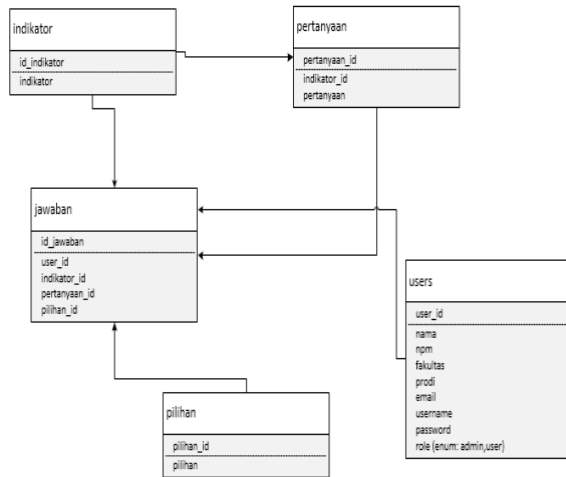 indikator
id_indikator
indikator
pertanyaan
pertanyaan_id
indikator_id
pertanyaan
jawaban
id_jawaban
user_id
indikator_id
pertanyaan_id
pilihan_id
users
user_id
nama
npm
fakultas
prodi
email
username
password
role (enum: admin,user)
pilihan
pilihan_id
pilihan